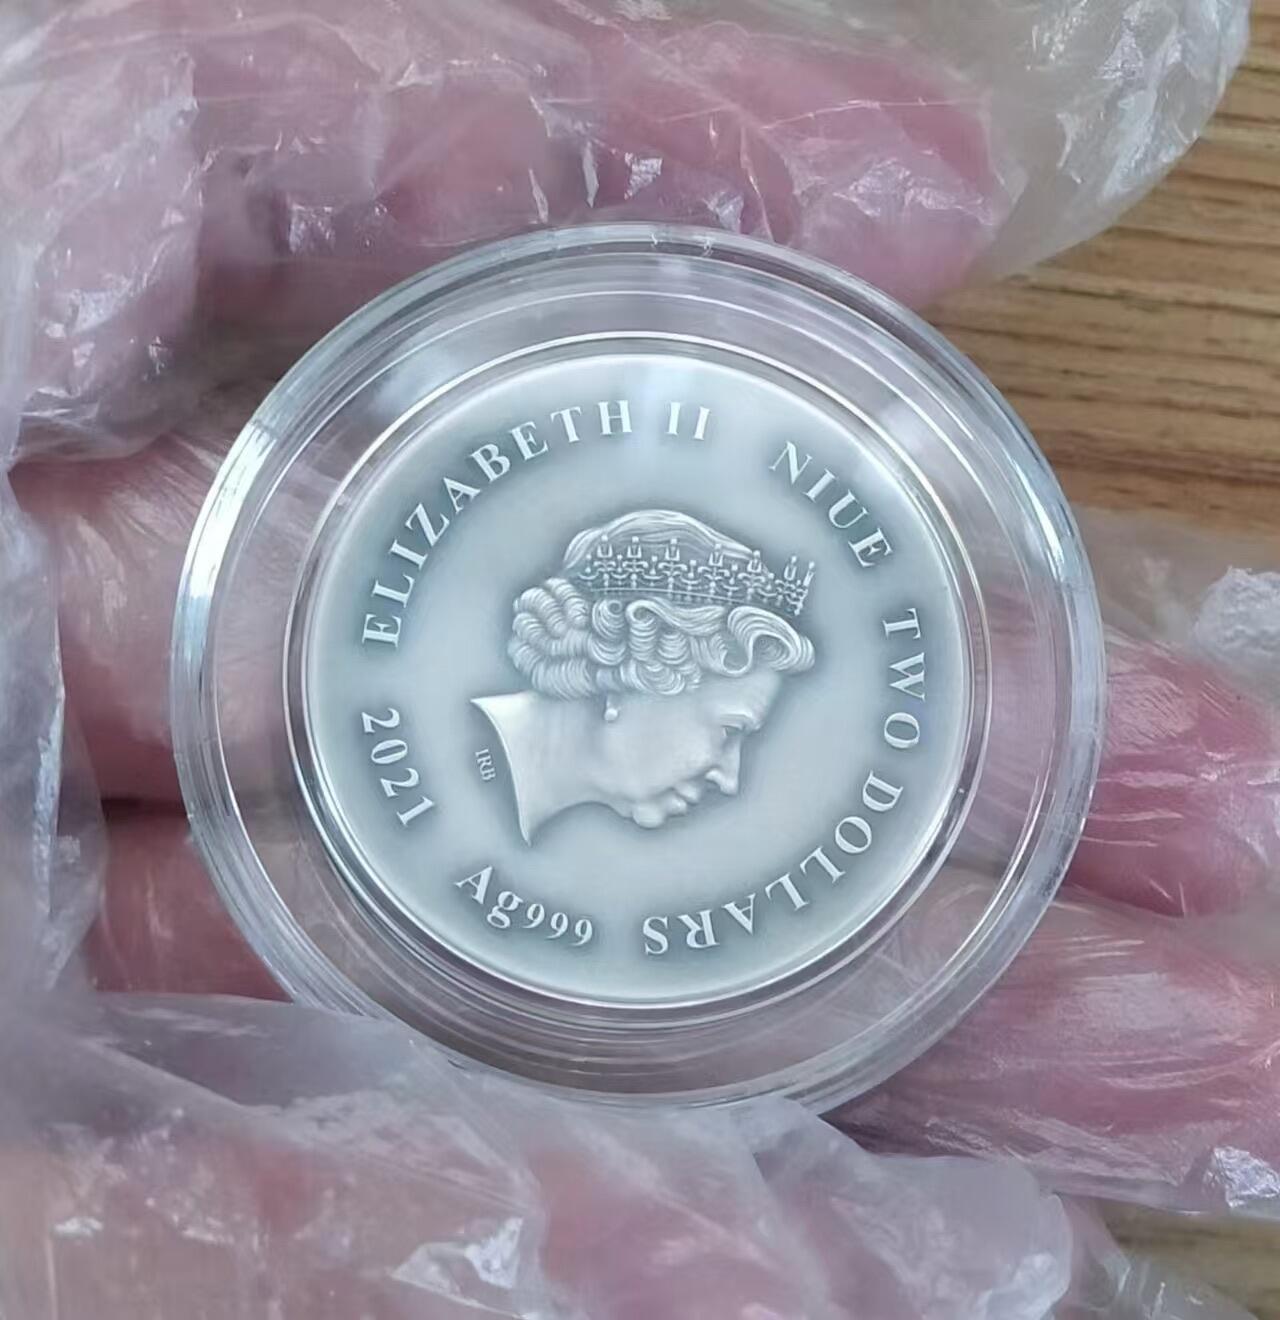 ELIZABETH II
NIUE
TWO DOLLARS
Ag999
2021
IRB